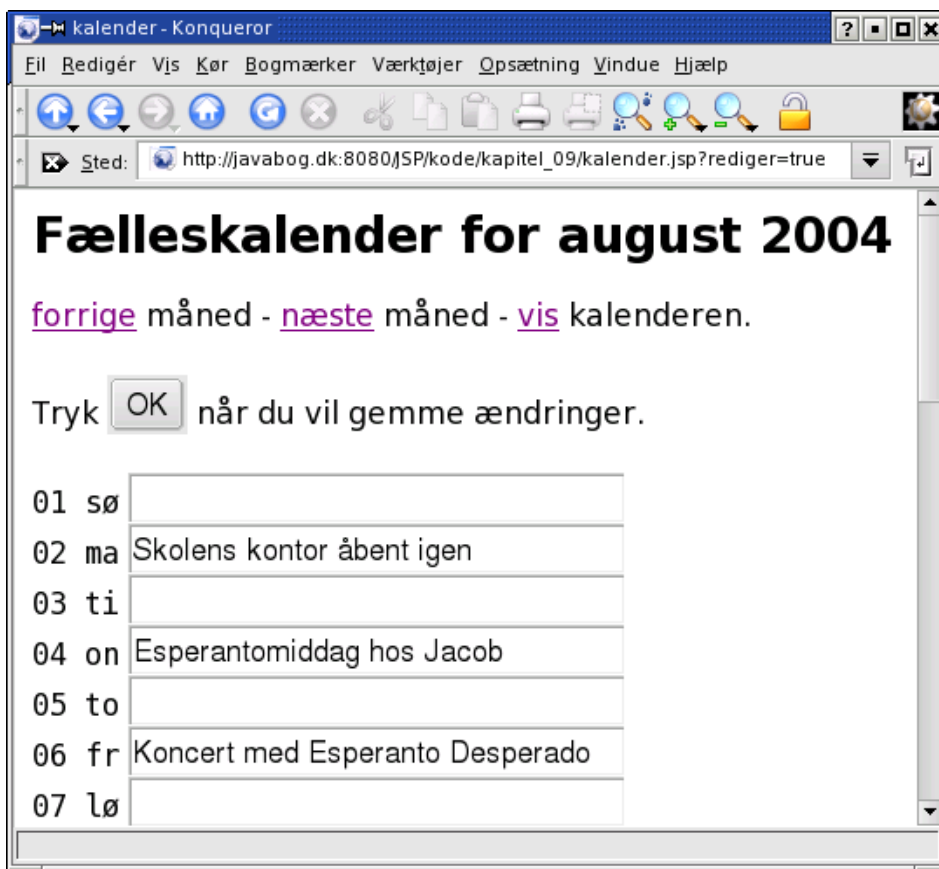 kalender - Konqueror
Fil Redigér Vis Kør Bogmærker Værktøjer Opsætning Vindue Hjælp
Sted: http://javabog.dk:8080/JSP/kode/kapitel_09/kalender.jsp?rediger=true
Fælleskalender for august 2004
forrige måned - næste måned - vis kalenderen.
Tryk OK når du vil gemme ændringer.
01 sø
02 ma Skolens kontor åbent igen
03 ti
04 on Esperantomiddag hos Jacob
05 to
06 fr Koncert med Esperanto Desperado
07 lø